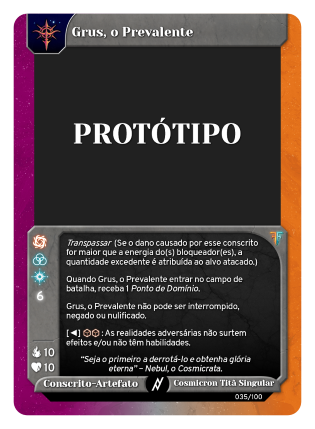 Grus, o Prevalente
PROTÓTIPO
Transpassar (Se o dano causado por esse conscrito
for maior que a energia do(s) bloqueador(es), a
quantidade excedente é atribuída ao alvo atacado.)
Quando Grus, o Prevalente entrar no campo de
batalha, receba 1 Ponto de Domínio.
Grus, o Prevalente não pode ser interrompido,
negado ou nulificado.
[◄] : As realidades adversárias não surtem
efeitos e/ou não têm habilidades.
“Seja o primeiro a derrotá-lo e obtenha glória
eterna” – Nebul, o Cosmicrata.
6
10
10
Conscrito-Artefato
Cosmicron Titã Singular
035/100